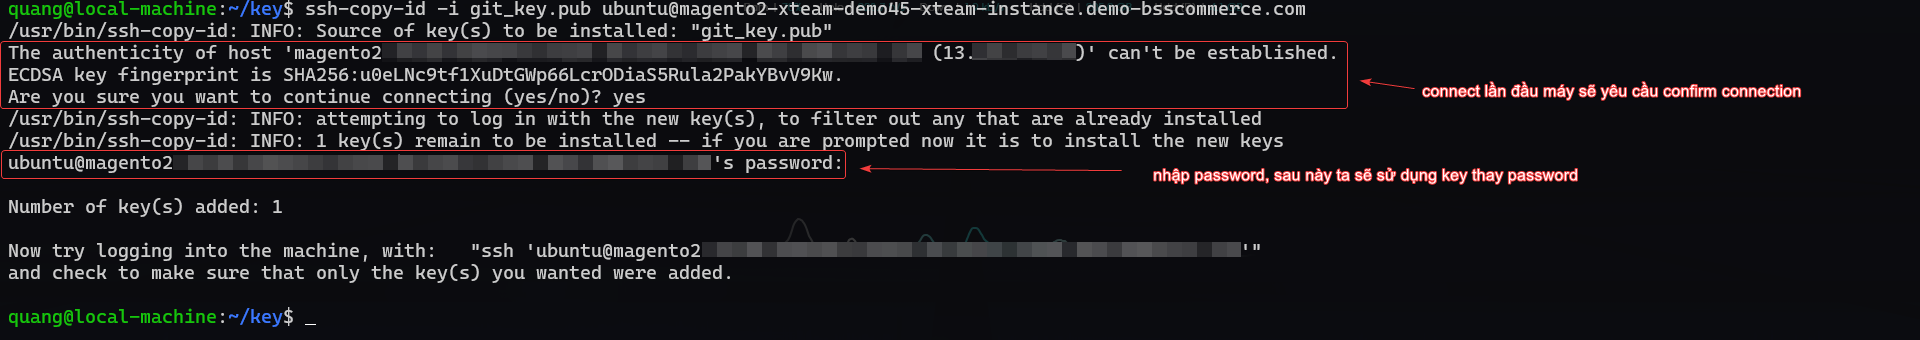 quang@local-machine:~/key$ ssh-copy-id -i git_key.pub ubuntu@magento2-xteam-demo45-xteam-instance.demo-bsscommerce.com
/usr/bin/ssh-copy-id: INFO: Source of key(s) to be installed: "git_key.pub"
The authenticity of host 'magento2 (13. )' can't be established.
ECDSA key fingerprint is SHA256:u0eLNc9tf1XuDtGWp66LcrODiaS5Rula2PakYBvV9Kw.
Are you sure you want to continue connecting (yes/no)? yes
connect lần đầu máy sẽ yêu cầu confirm connection
/usr/bin/ssh-copy-id: INFO: attempting to log in with the new key(s), to filter out any that are already installed
/usr/bin/ssh-copy-id: INFO: 1 key(s) remain to be installed -- if you are prompted now it is to install the new keys
ubuntu@magento2 's password:
nhập password, sau này ta sẽ sử dụng key thay password
Number of key(s) added: 1
Now try logging into the machine, with: "ssh 'ubuntu@magento2 '"
and check to make sure that only the key(s) you wanted were added.
quang@local-machine:~/key$ _